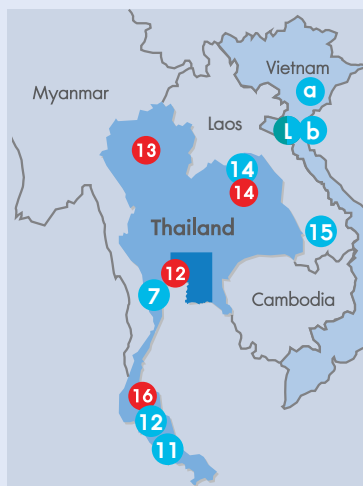 Vietnam
a
Myanmar
Laos
L
b
13
14
14
Thailand
15
12
7
Cambodia
16
12
11